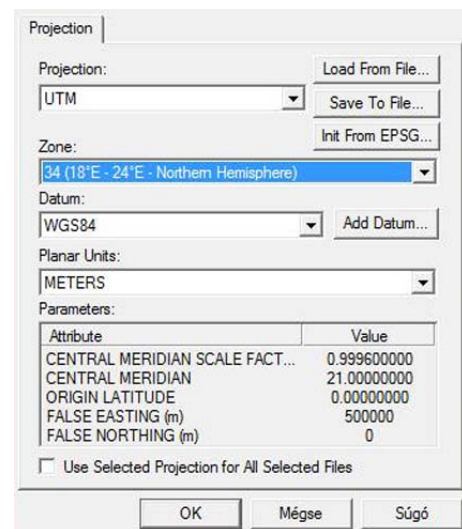 Projection
Projection:
Load From File...
UTM
Save To File...
Init From EPSG...
Zone:
34 (18°E - 24°E - Northern Hemisphere)
Datum:
WGS84
Add Datum...
Planar Units:
METERS
Parameters:
Attribute Value
CENTRAL MERIDIAN SCALE FACT... 0.999600000
CENTRAL MERIDIAN 21.00000000
ORIGIN LATITUDE 0.00000000
FALSE EASTING (m) 500000
FALSE NORTHING (m) 0
Use Selected Projection for All Selected Files
OK Mégse Súgó